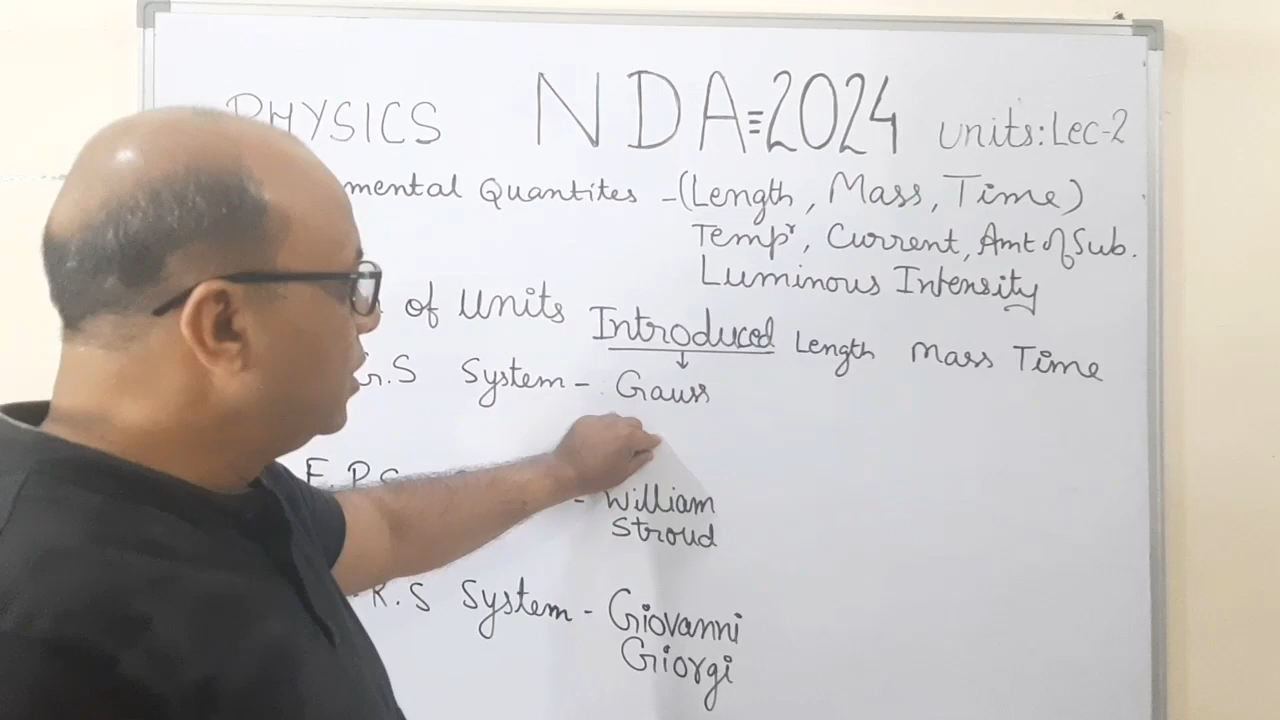 PHYSICS NDA=2024 Units: Lec-2
mental Quantites - (Length, Mass, Time)
Tempr, Current, Amt of Sub.
Luminous Intensity
of Units Introduced Length Mass Time
G.S System - Gauss
F.P.S - William
Stroud
K.S System - Giovanni
Giorgi